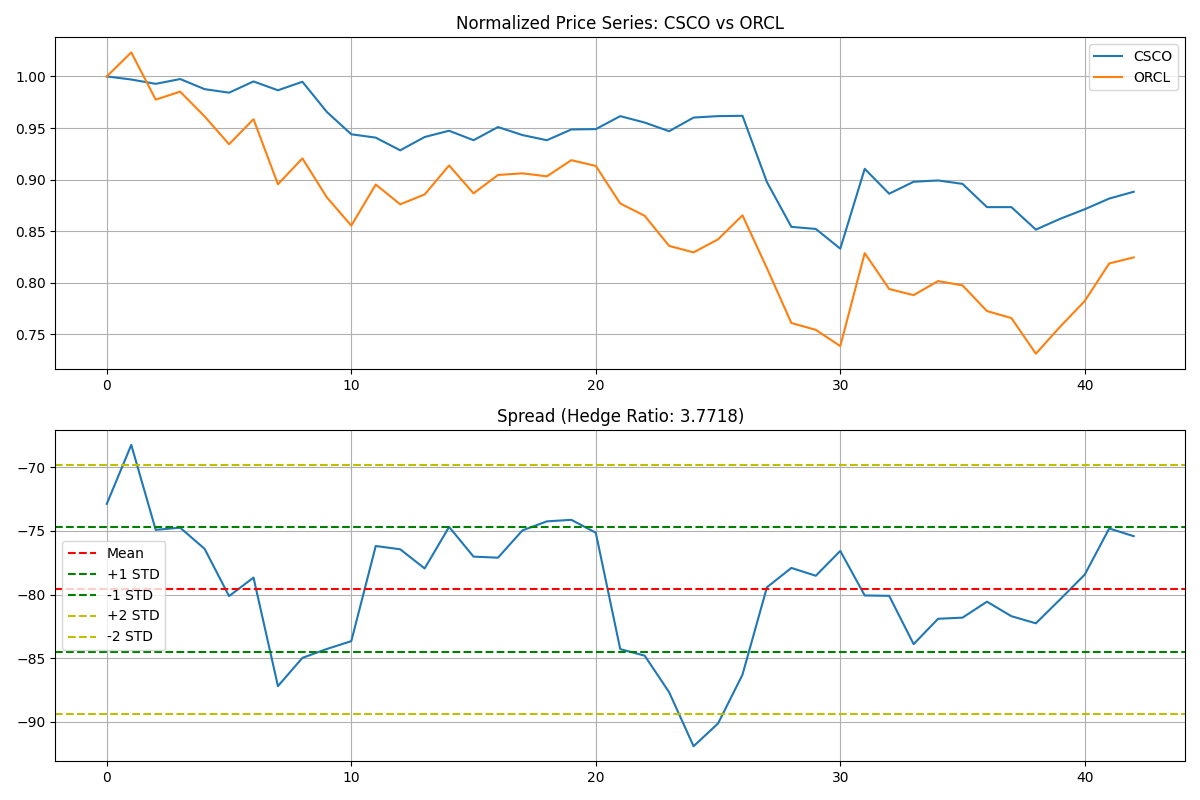 Normalized Price Series: CSCO vs ORCL
1.00
0.95
0.90
0.85
0.80
0.75
CSCO
ORCL
0 10 20 30 40
Spread (Hedge Ratio: 3.7718)
−70
−75
−80
−85
−90
Mean
+1 STD
-1 STD
+2 STD
-2 STD
0 10 20 30 40